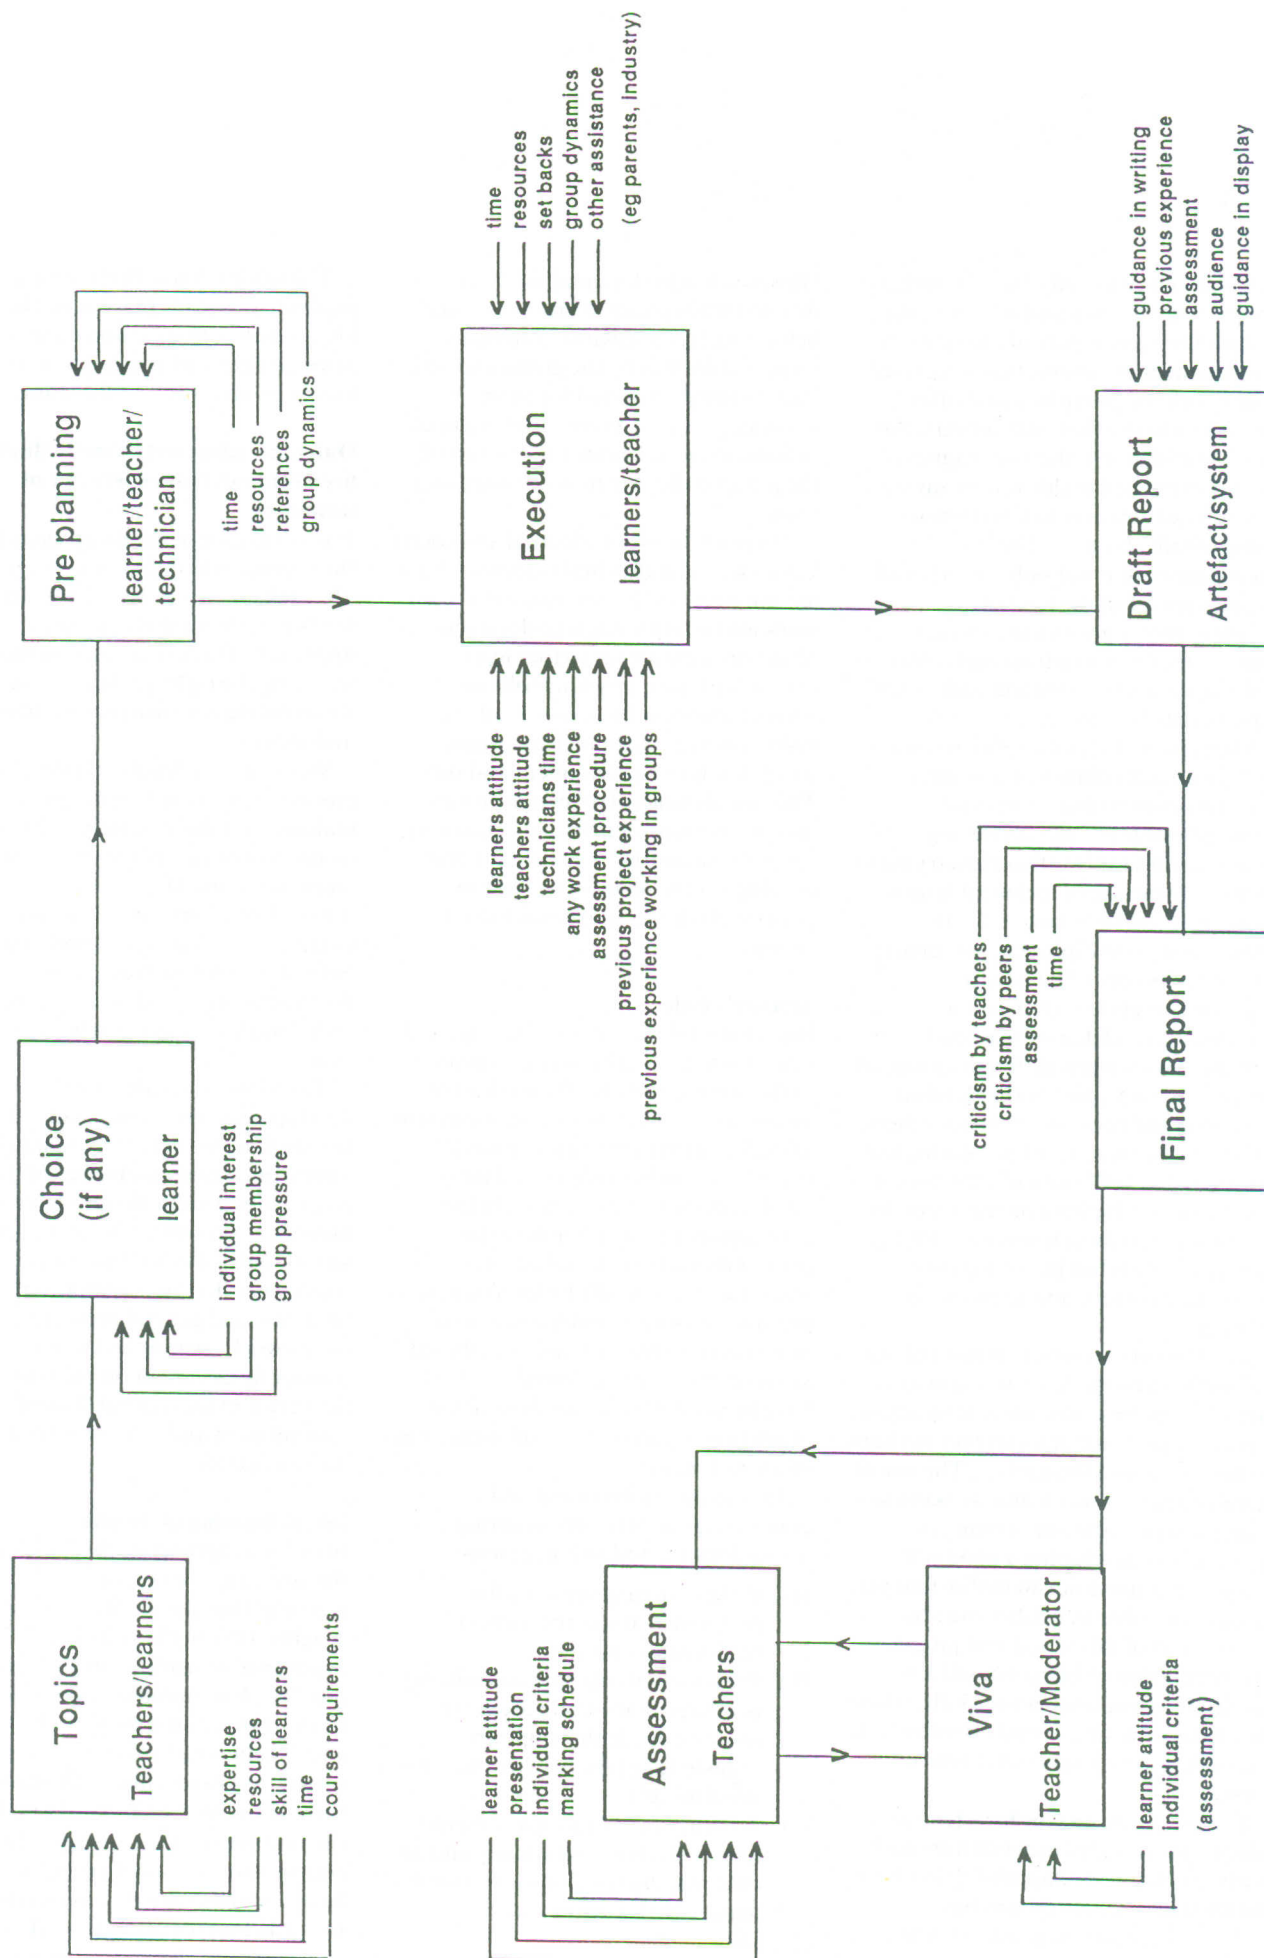 Topics
Teachers/learners
expertise
resources
skill of learners
time
course requirements
Choice
(if any)
learner
individual interest
group membership
group pressure
Pre planning
learner/teacher/
technician
time
resources
references
group dynamics
learners attitude
teachers attitude
technicians time
any work experience
assessment procedure
previous project experience
previous experience working in groups
Execution
learners/teacher
time
resources
set backs
group dynamics
other assistance
(eg parents, industry)
Draft Report
Artefact/system
guidance in writing
previous experience
assessment
audience
guidance in display
criticism by teachers
criticism by peers
assessment
time
Final Report
learner attitude
presentation
individual criteria
marking schedule
Assessment
Teachers
Viva
Teacher/Moderator
learner attitude
individual criteria
(assessment)